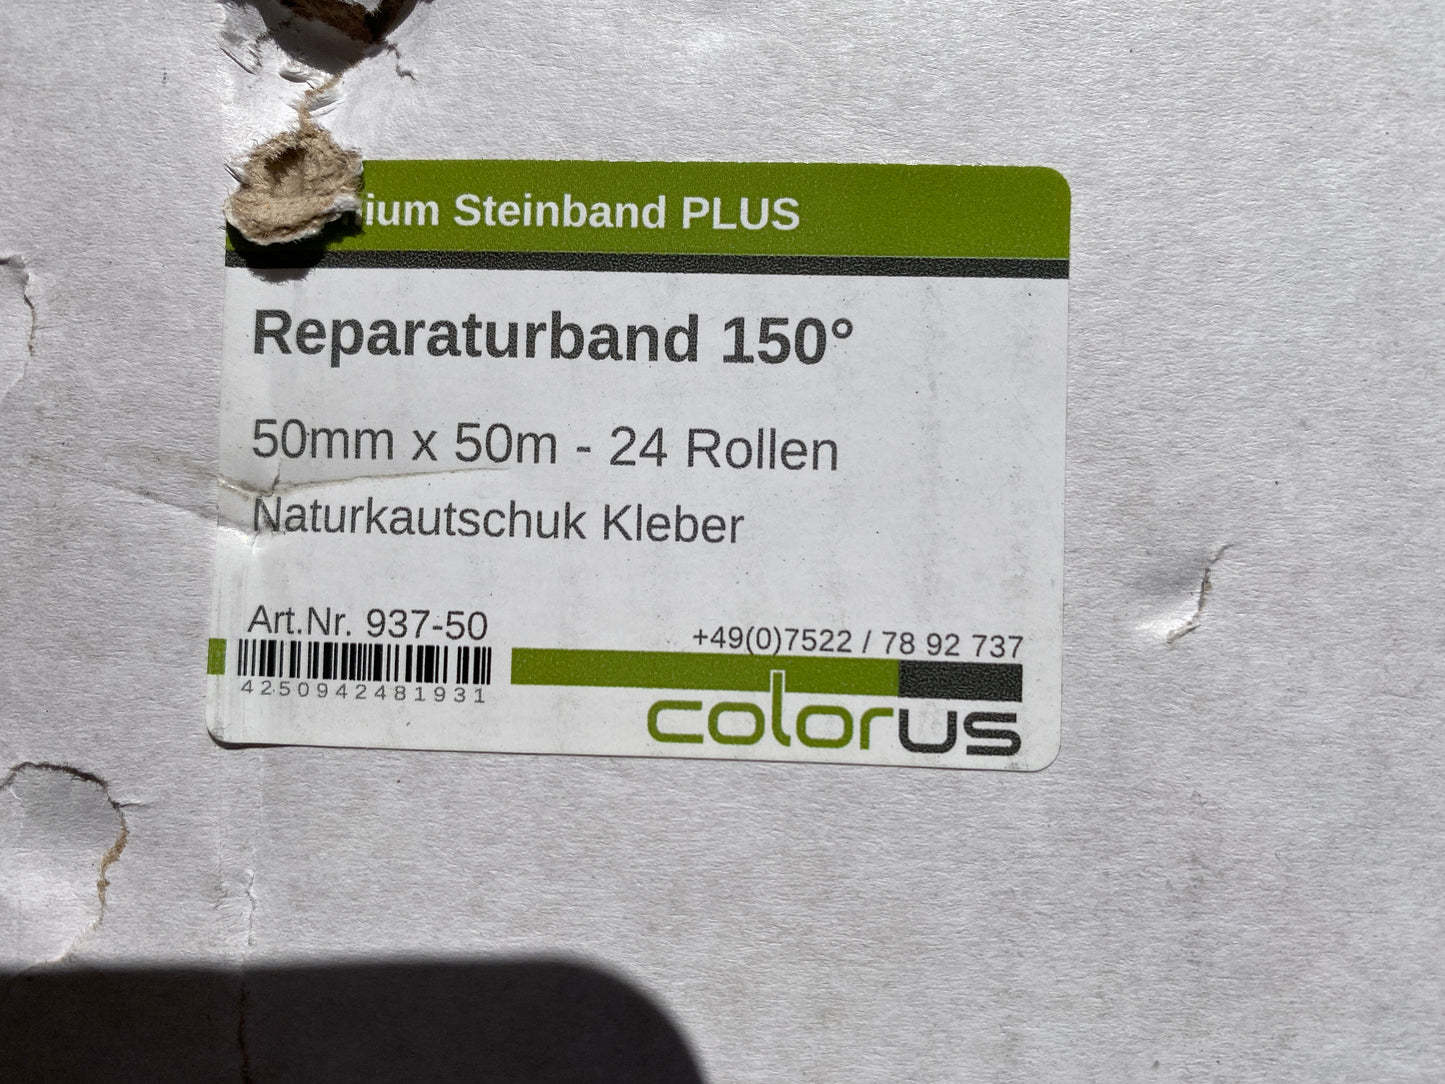 Steinband PLUS
Reparaturband 150°
50mm x 50m - 24 Rollen
Naturkautschuk Kleber
Art.Nr. 937-50
4250942481931
+49(0)7522 / 78 92 737
colorus